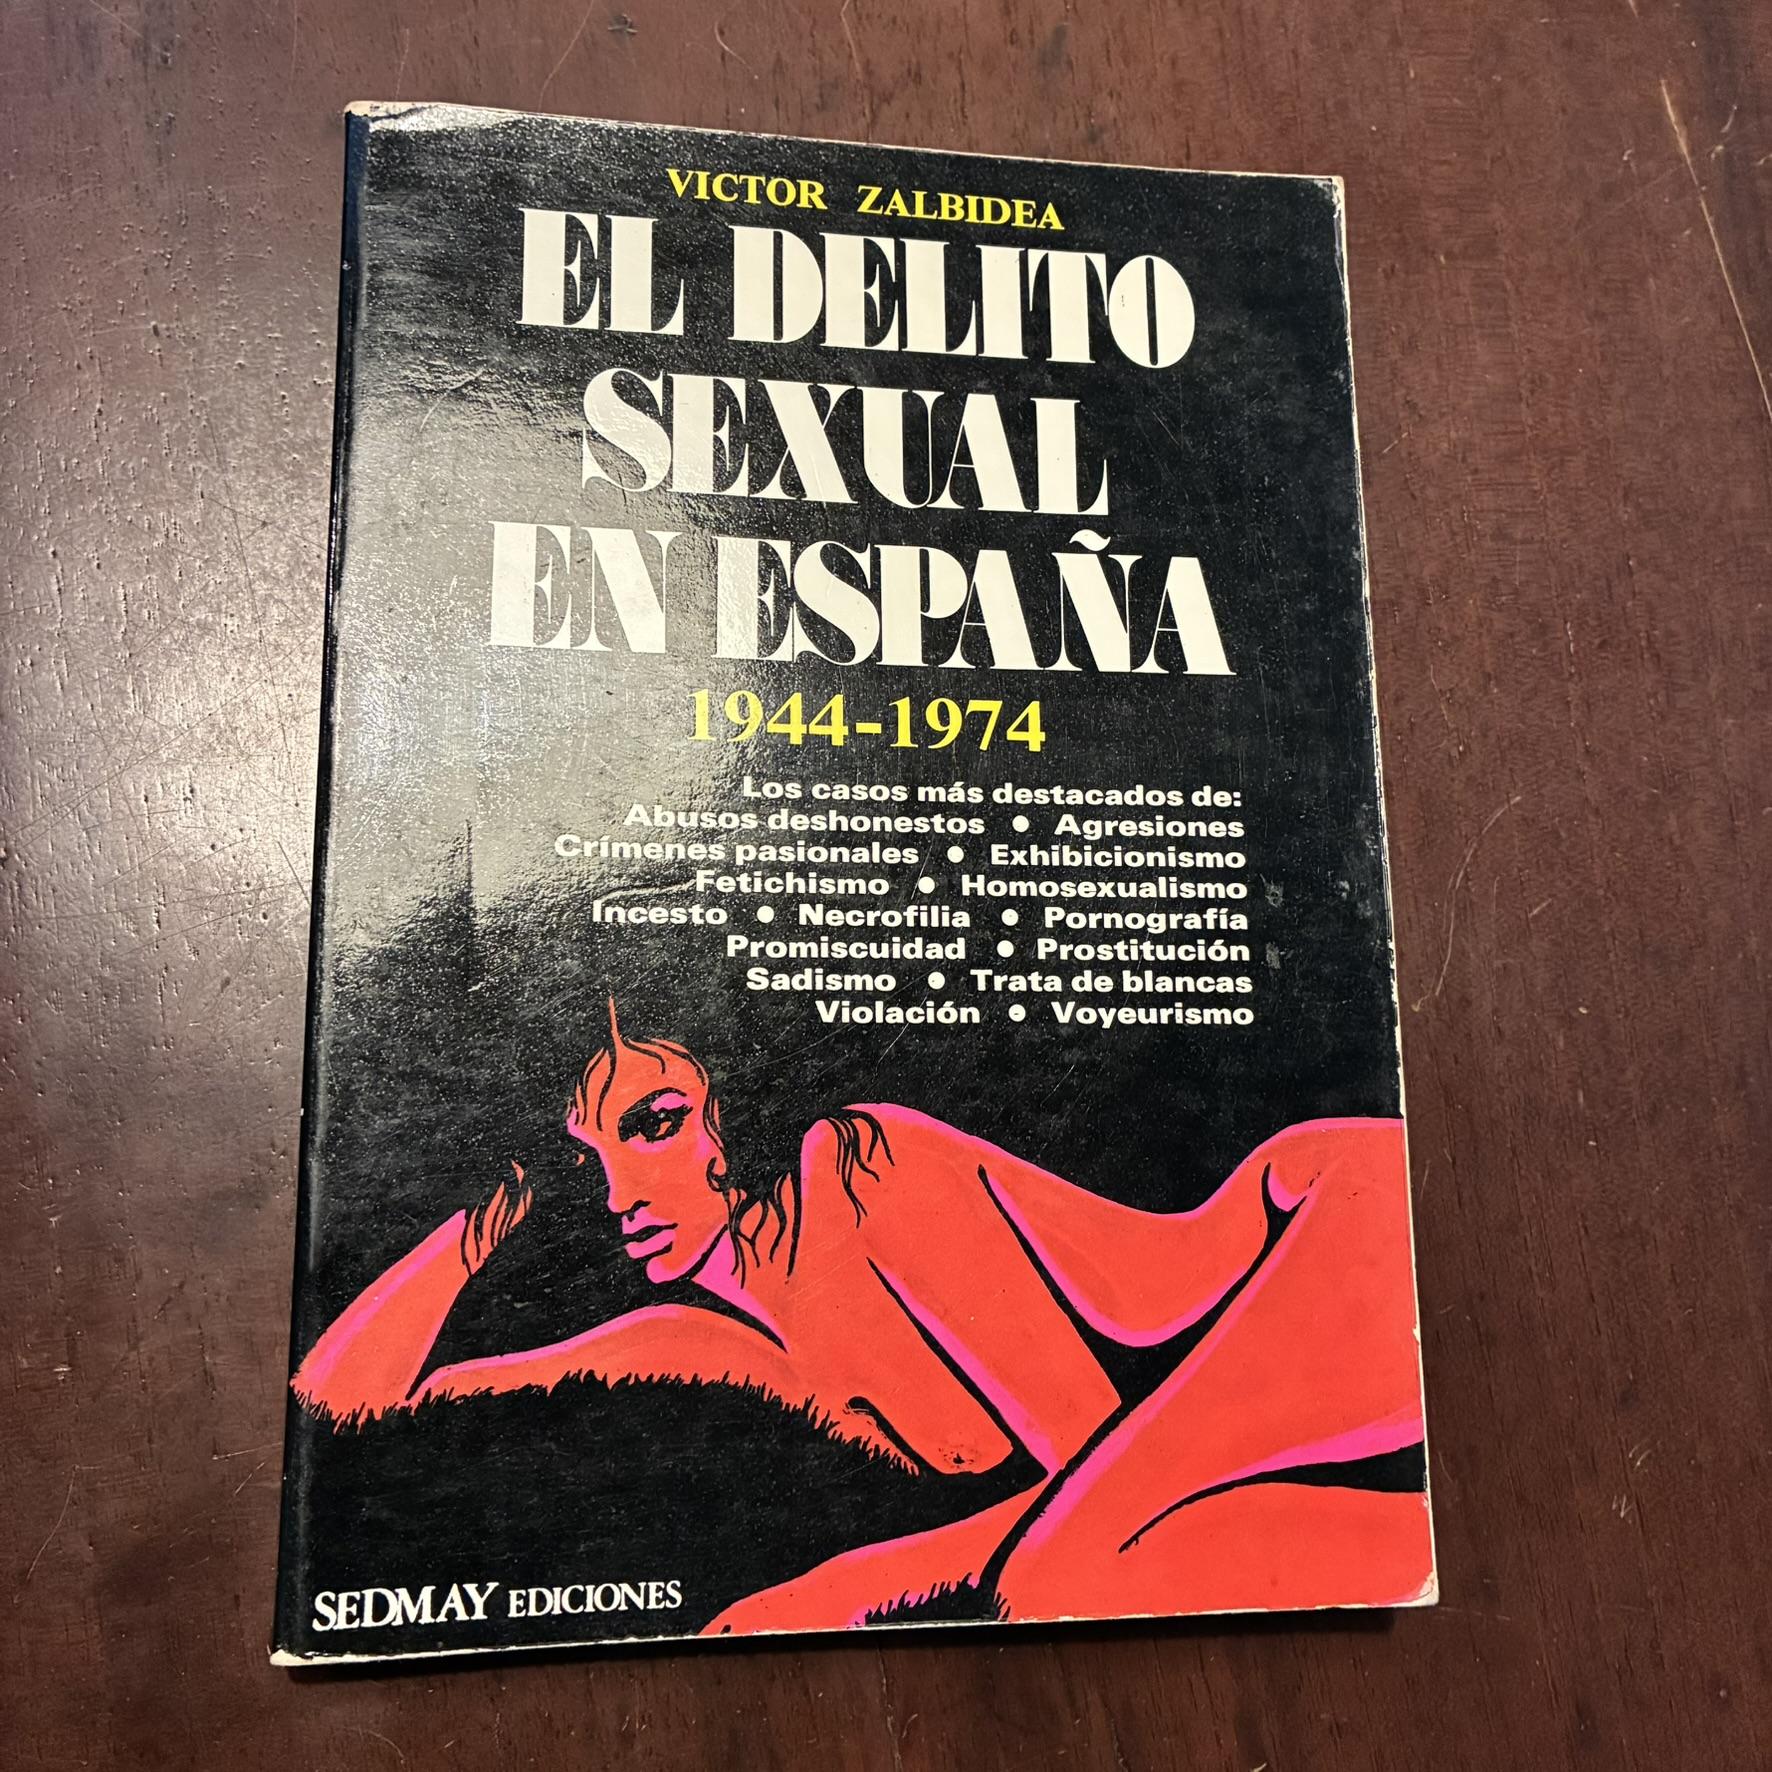 VICTOR ZALBIDEA
EL DELITO
SEXUAL
EN ESPAÑA
1944-1974
Los casos más destacados de:
Abusos deshonestos • Agresiones
Crímenes pasionales • Exhibicionismo
Fetichismo • Homosexualismo
Incesto • Necrofilia • Pornografía
Promiscuidad • Prostitución
Sadismo • Trata de blancas
Violación • Voyeurismo
SEDMAY EDICIONES